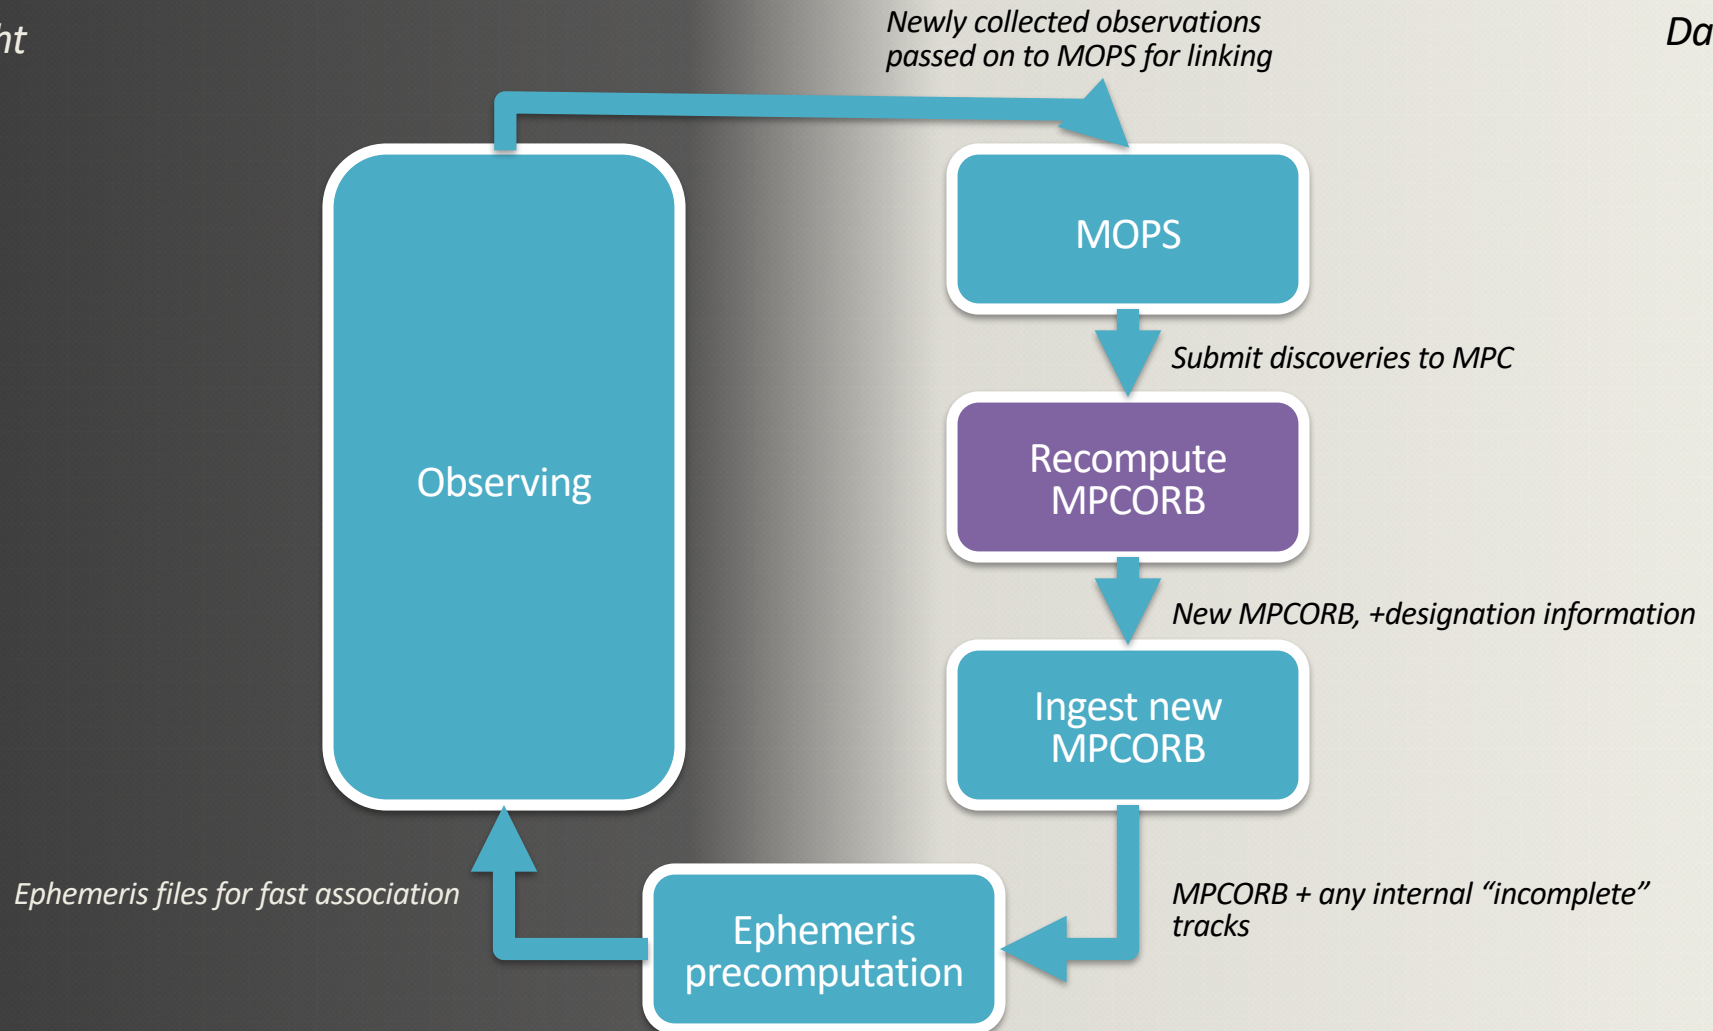 Newly collected observations
passed on to MOPS for linking
MOPS
Submit discoveries to MPC
Observing
Recompute
MPCORB
New MPCORB, +designation information
Ingest new
MPCORB
Ephemeris files for fast association
MPCORB + any internal “incomplete”
tracks
Ephemeris
precomputation